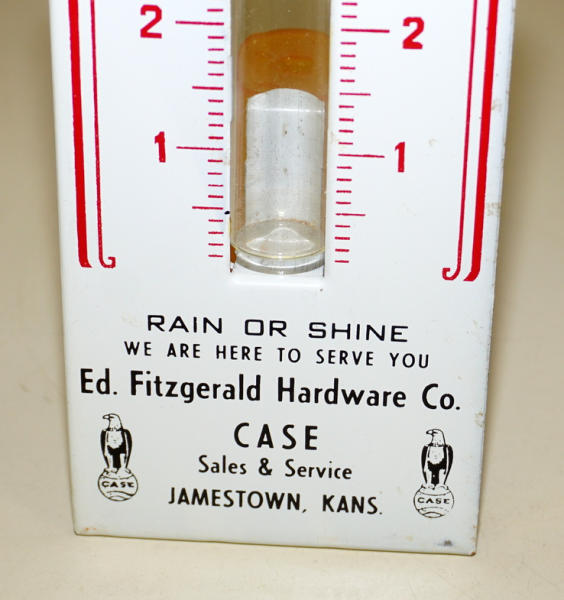 2 2
1 1
RAIN OR SHINE
WE ARE HERE TO SERVE YOU
Ed. Fitzgerald Hardware Co.
CASE
Sales & Service
JAMESTOWN, KANS.
CASE CASE